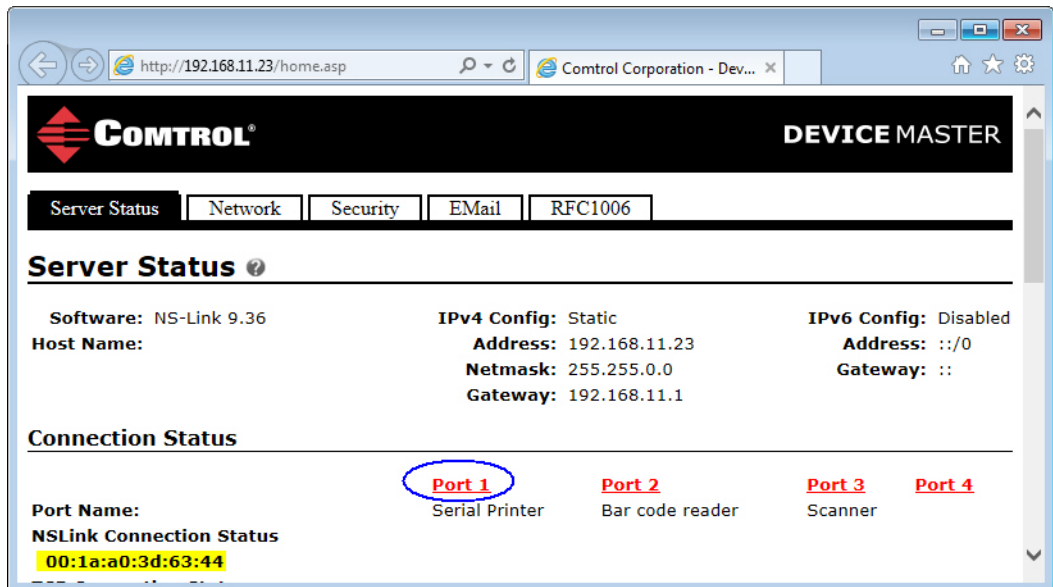 http://192.168.11.23/home.asp
Comtrol Corporation - Dev...
COMTROL®
DEVICEMASTER
Server Status Network Security EMail RFC1006
Server Status ?
Software: NS-Link 9.36 IPv4 Config: Static IPv6 Config: Disabled
Host Name: Address: 192.168.11.23 Address: ::/0
Netmask: 255.255.0.0 Gateway: ::
Gateway: 192.168.11.1
Connection Status
Port 1 Port 2 Port 3 Port 4
Port Name: Serial Printer Bar code reader Scanner
NSLink Connection Status
00:1a:a0:3d:63:44